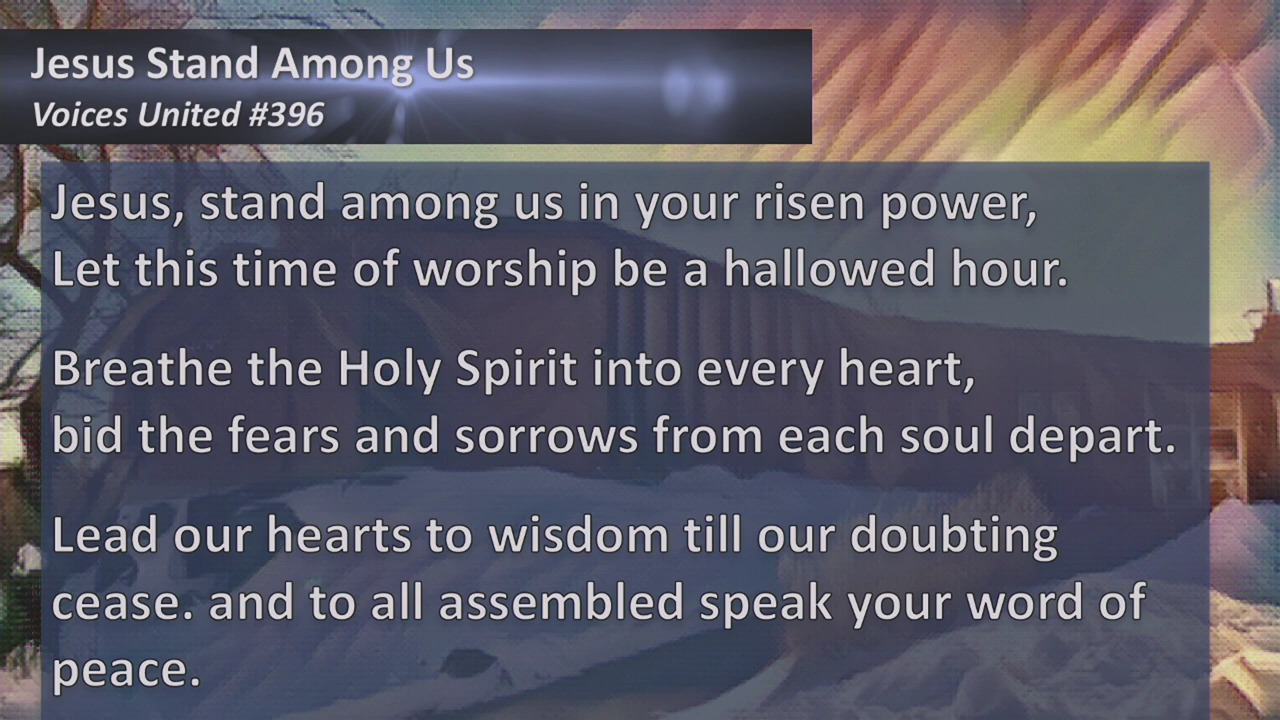 Jesus Stand Among Us
Voices United #396
Jesus, stand among us in your risen power,
Let this time of worship be a hallowed hour.
Breathe the Holy Spirit into every heart,
bid the fears and sorrows from each soul depart.
Lead our hearts to wisdom till our doubting
cease. and to all assembled speak your word of
peace.